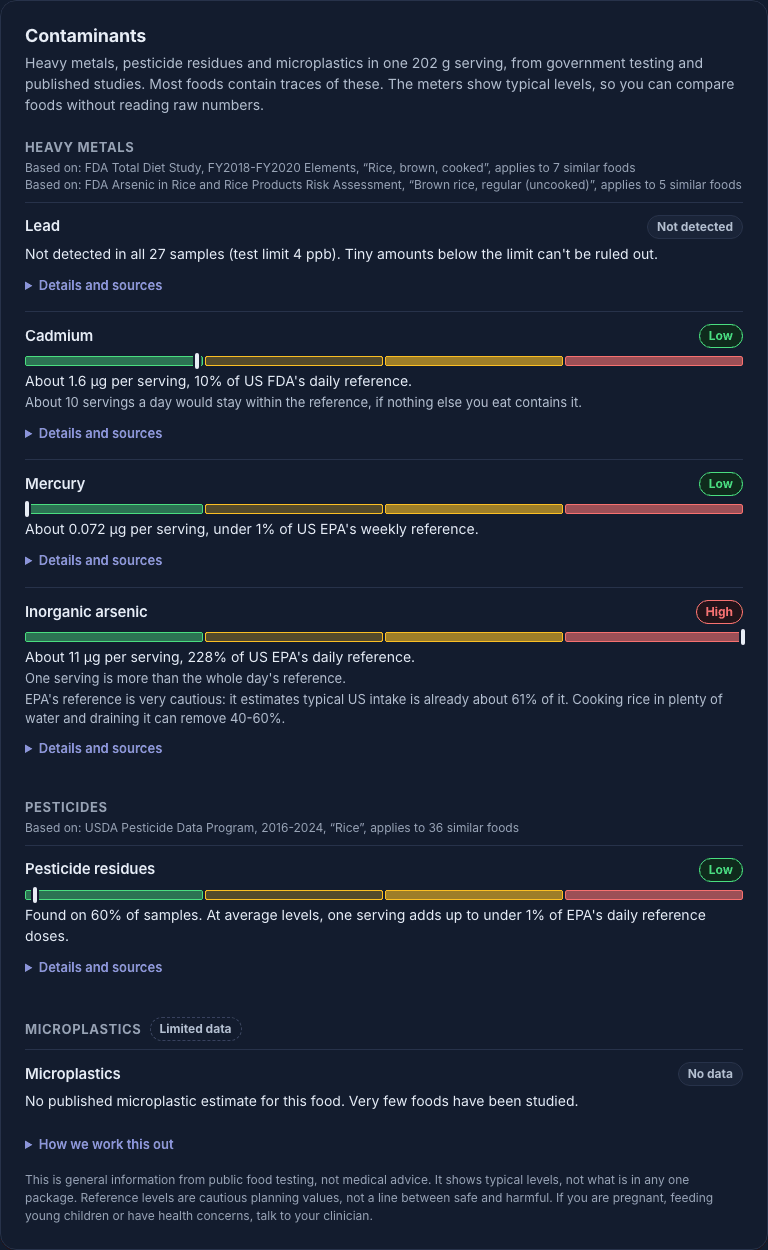 Contaminants
Heavy metals, pesticide residues and microplastics in one 202 g serving, from government testing and
published studies. Most foods contain traces of these. The meters show typical levels, so you can compare
foods without reading raw numbers.
HEAVY METALS
Based on: FDA Total Diet Study, FY2018-FY2020 Elements, “Rice, brown, cooked”, applies to 7 similar foods
Based on: FDA Arsenic in Rice and Rice Products Risk Assessment, “Brown rice, regular (uncooked)”, applies to 5 similar foods
Lead
Not detected
Not detected in all 27 samples (test limit 4 ppb). Tiny amounts below the limit can't be ruled out.
Details and sources
Cadmium
Low
About 1.6 µg per serving, 10% of US FDA's daily reference.
About 10 servings a day would stay within the reference, if nothing else you eat contains it.
Details and sources
Mercury
Low
About 0.072 µg per serving, under 1% of US EPA's weekly reference.
Details and sources
Inorganic arsenic
High
About 11 µg per serving, 228% of US EPA's daily reference.
One serving is more than the whole day's reference.
EPA's reference is very cautious: it estimates typical US intake is already about 61% of it. Cooking rice in plenty of
water and draining it can remove 40-60%.
Details and sources
PESTICIDES
Based on: USDA Pesticide Data Program, 2016-2024, “Rice”, applies to 36 similar foods
Pesticide residues
Low
Found on 60% of samples. At average levels, one serving adds up to under 1% of EPA's daily reference
doses.
Details and sources
MICROPLASTICS
Limited data
Microplastics
No data
No published microplastic estimate for this food. Very few foods have been studied.
How we work this out
This is general information from public food testing, not medical advice. It shows typical levels, not what is in any one
package. Reference levels are cautious planning values, not a line between safe and harmful. If you are pregnant, feeding
young children or have health concerns, talk to your clinician.